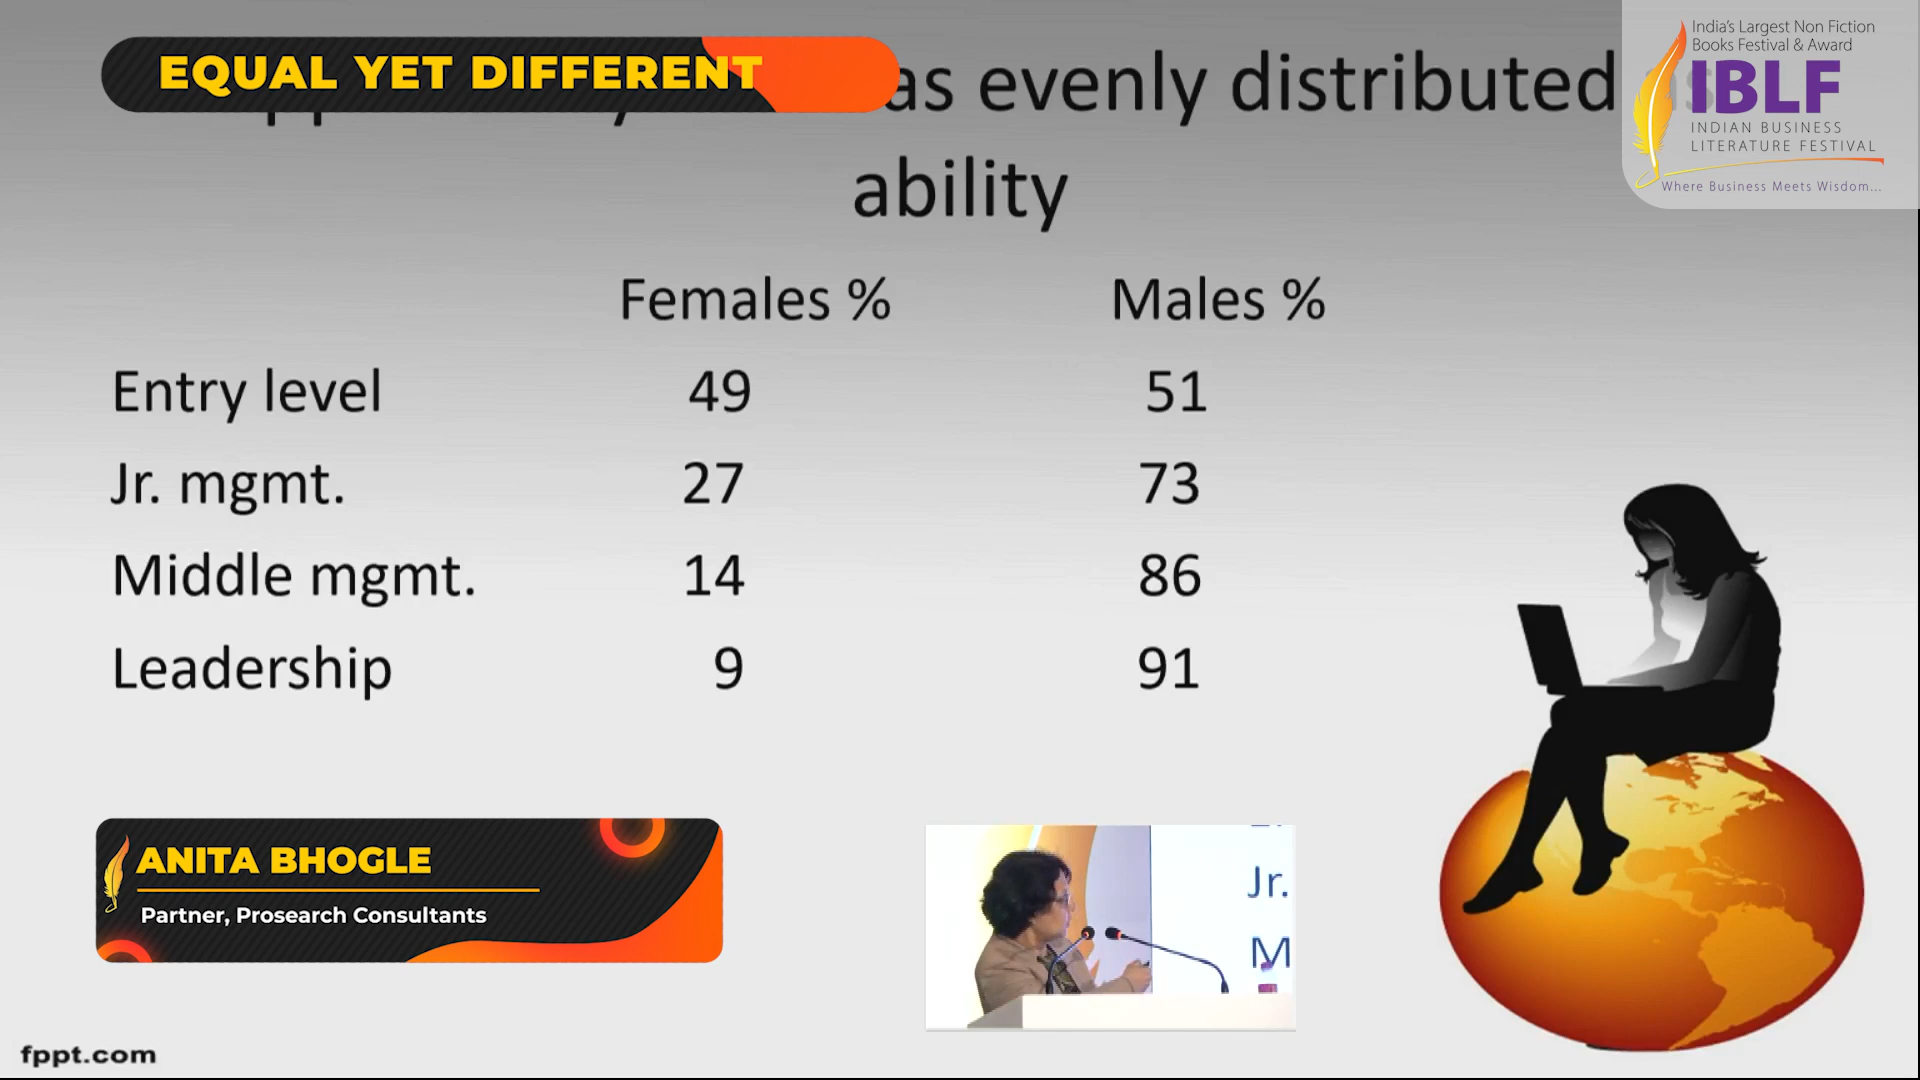 EQUAL YET DIFFERENT
as evenly distributed
ability
India's Largest Non Fiction
Books Festival & Award
IBLF
INDIAN BUSINESS
LITERATURE FESTIVAL
Where Business Meets Wisdom...
Females % Males %
Entry level 49 51
Jr. mgmt. 27 73
Middle mgmt. 14 86
Leadership 9 91
ANITA BHOGLE
Partner, Prosearch Consultants
Jr.
M
fppt.com